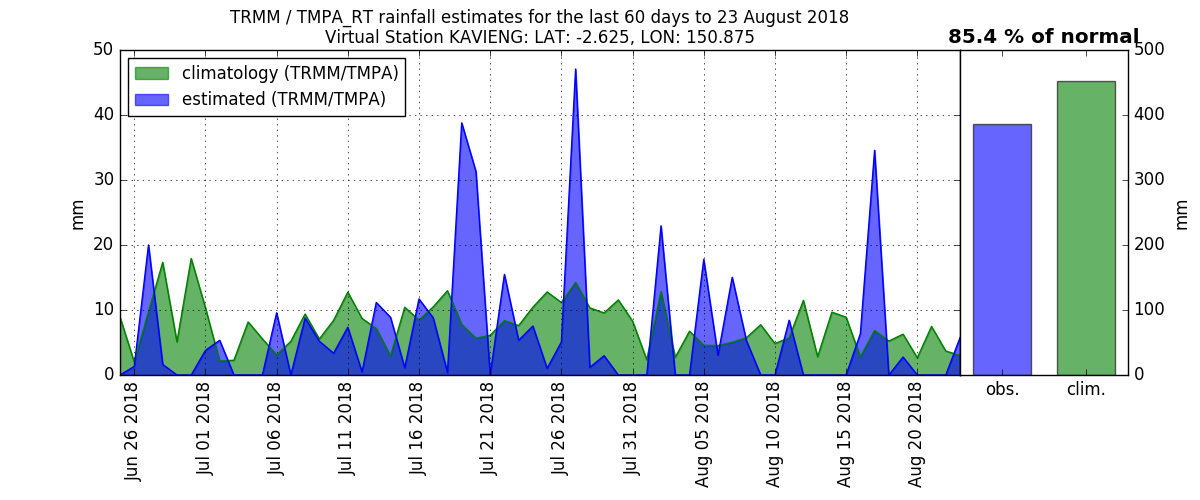 TRMM / TMPA_RT rainfall estimates for the last 60 days to 23 August 2018
Virtual Station KAVIENG: LAT: -2.625, LON: 150.875
85.4 % of normal
climatology (TRMM/TMPA)
estimated (TRMM/TMPA)
50
40
30
20
10
0
mm
Jun 26 2018
Jul 01 2018
Jul 06 2018
Jul 11 2018
Jul 16 2018
Jul 21 2018
Jul 26 2018
Jul 31 2018
Aug 05 2018
Aug 10 2018
Aug 15 2018
Aug 20 2018
obs.
clim.
500
400
300
200
100
0
mm